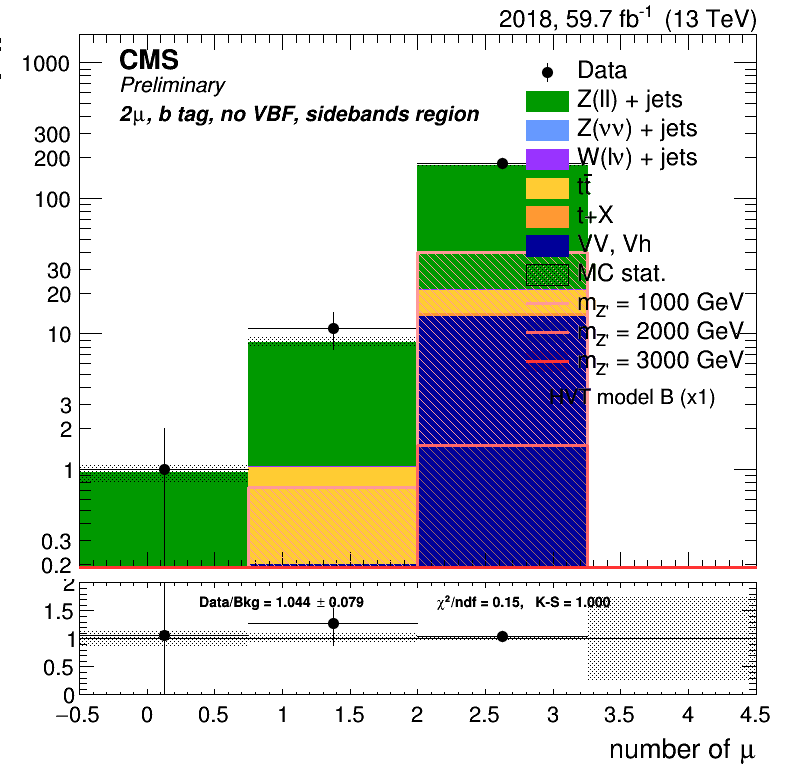 2018, 59.7 fb⁻¹ (13 TeV)
CMS
Preliminary
2μ, b tag, no VBF, sidebands region
Data
Z(ll) + jets
Z(νν) + jets
W(lν) + jets
tt̄
t+X
VV, Vh
MC stat.
m_Z' = 1000 GeV
m_Z' = 2000 GeV
m_Z' = 3000 GeV
HVT model B (x1)
1000
300
200
100
30
20
10
3
2
1
0.3
0.2
Data/Bkg = 1.044 ± 0.079 χ²/ndf = 0.15, K-S = 1.000
2
1.5
1
0.5
0
−0.5 0 0.5 1 1.5 2 2.5 3 3.5 4 4.5
number of μ